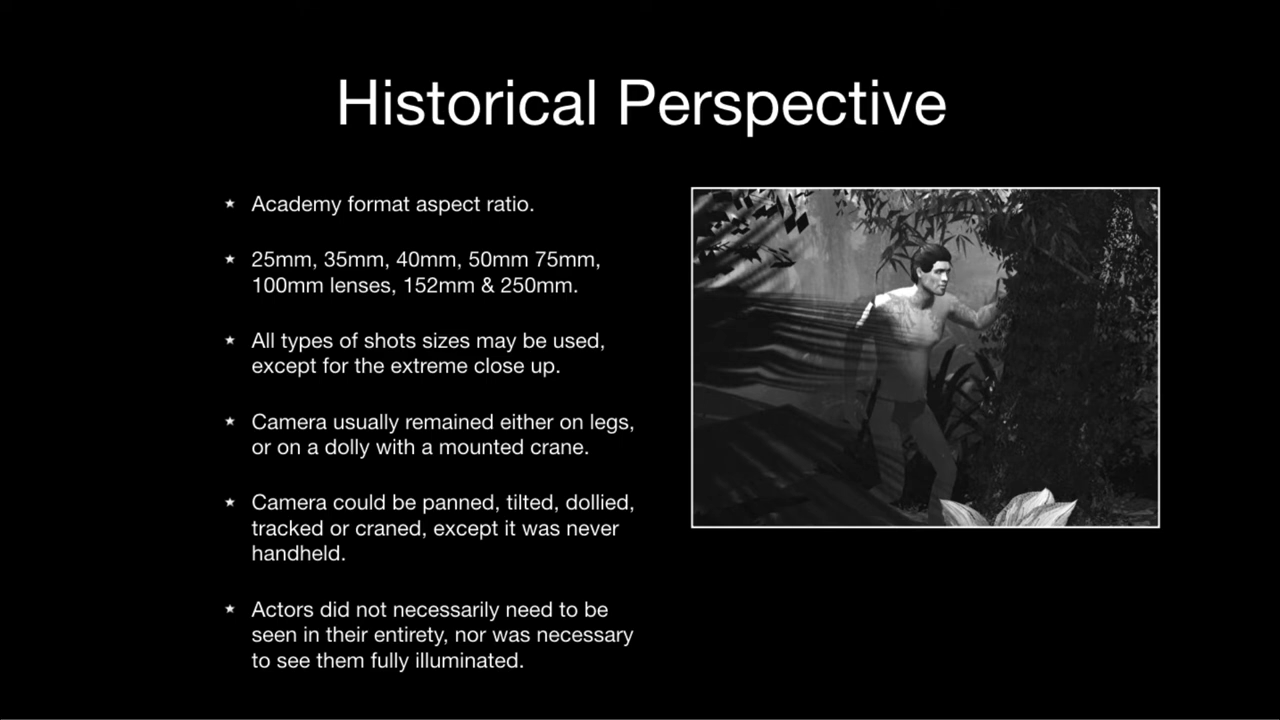 Historical Perspective
★ Academy format aspect ratio.
★ 25mm, 35mm, 40mm, 50mm 75mm,
100mm lenses, 152mm & 250mm.
★ All types of shots sizes may be used,
except for the extreme close up.
★ Camera usually remained either on legs,
or on a dolly with a mounted crane.
★ Camera could be panned, tilted, dollied,
tracked or craned, except it was never
handheld.
★ Actors did not necessarily need to be
seen in their entirety, nor was necessary
to see them fully illuminated.